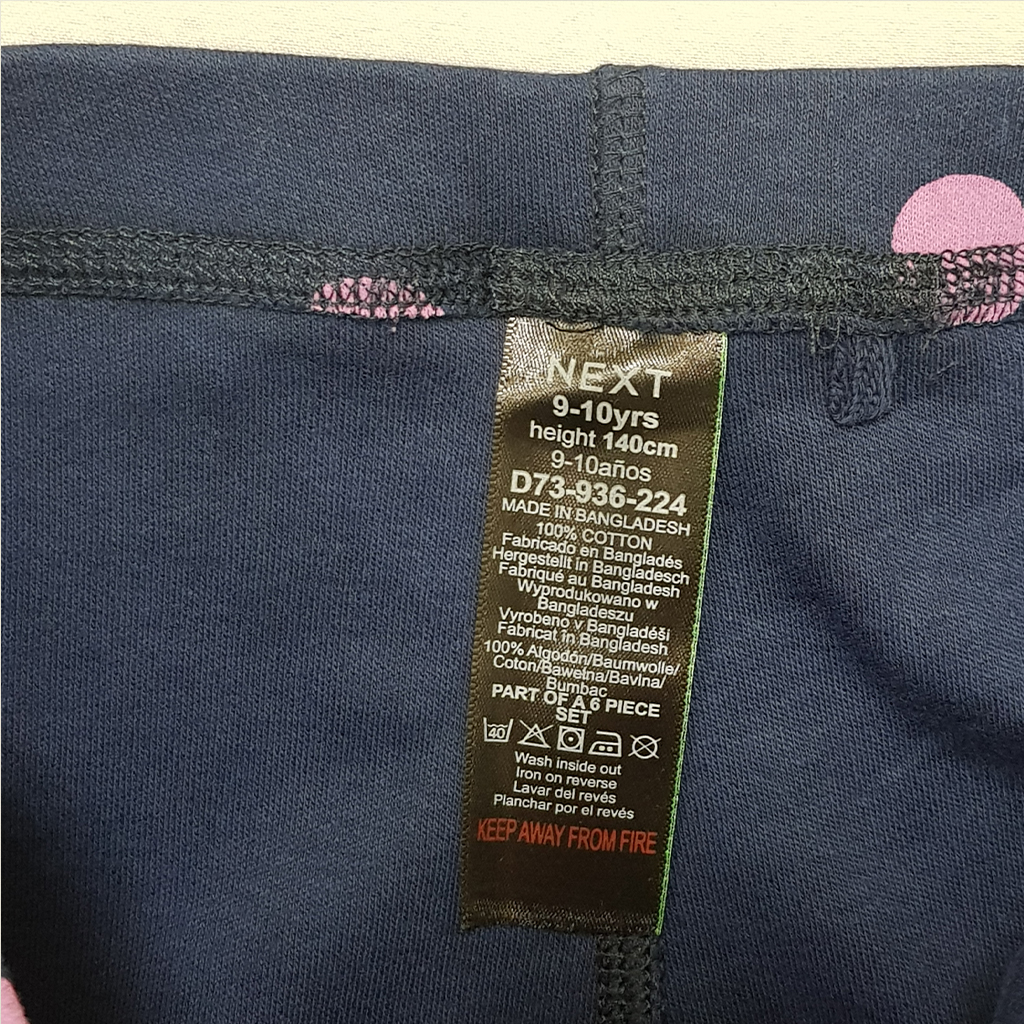 NEXT
9-10yrs
height 140cm
9-10años
D73-936-224
MADE IN BANGLADESH
100% COTTON
Fabricado en Bangladés
Hergestellt in Bangladesch
Fabriqué au Bangladesh
Wyprodukowano w
Bangladeszu
Vyrobeno v Bangladéši
Fabricat în Bangladesh
100% Algodón/Baumwolle/
Coton/Bawełna/Bavlna/
Bumbac
PART OF A 6 PIECE
SET
40
Wash inside out
Iron on reverse
Lavar del revés
Planchar por el revés
KEEP AWAY FROM FIRE